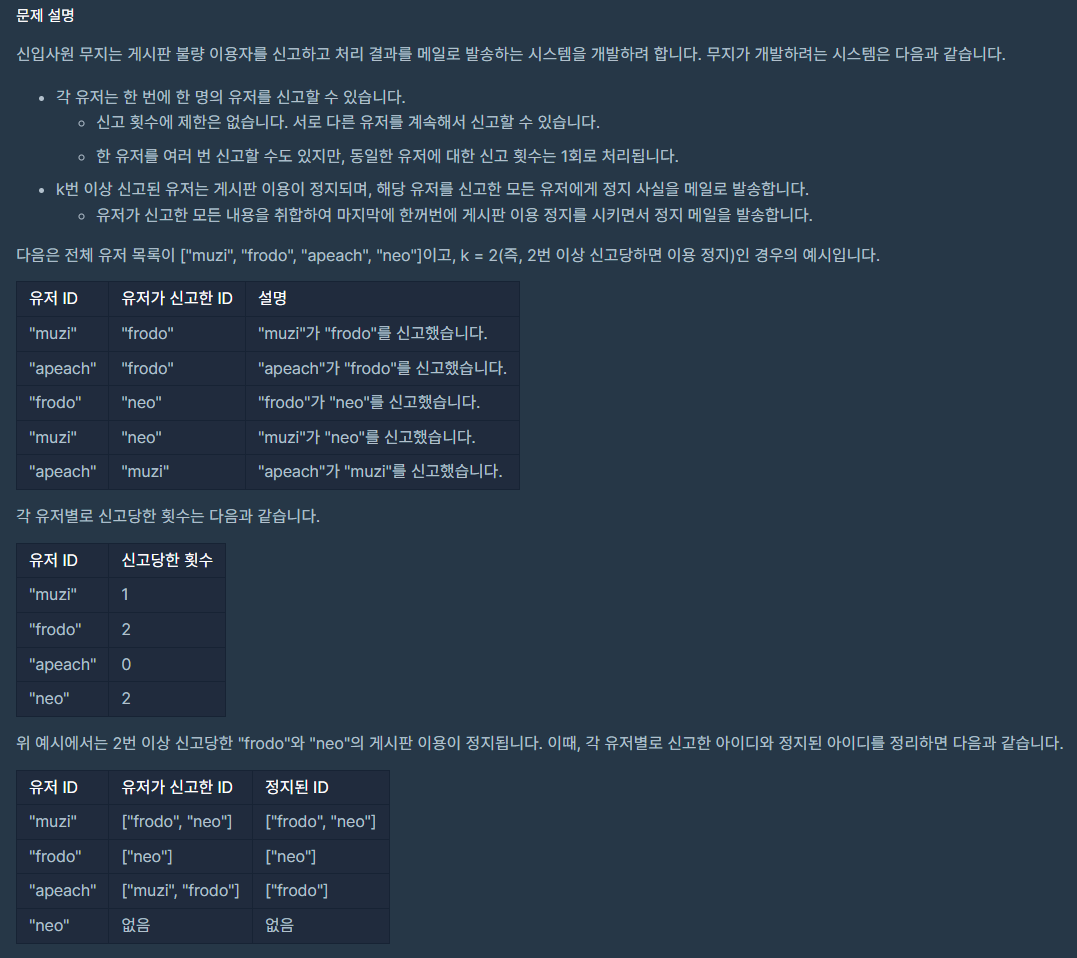 문제 설명
신입사원 무지는 게시판 불량 이용자를 신고하고 처리 결과를 메일로 발송하는 시스템을 개발하려 합니다. 무지가 개발하려는 시스템은 다음과 같습니다.
• 각 유저는 한 번에 한 명의 유저를 신고할 수 있습니다.
◦ 신고 횟수에 제한은 없습니다. 서로 다른 유저를 계속해서 신고할 수 있습니다.
◦ 한 유저를 여러 번 신고할 수도 있지만, 동일한 유저에 대한 신고 횟수는 1회로 처리됩니다.
• k번 이상 신고된 유저는 게시판 이용이 정지되며, 해당 유저를 신고한 모든 유저에게 정지 사실을 메일로 발송합니다.
◦ 유저가 신고한 모든 내용을 취합하여 마지막에 한꺼번에 게시판 이용 정지를 시키면서 정지 메일을 발송합니다.
다음은 전체 유저 목록이 ["muzi", "frodo", "apeach", "neo"]이고, k = 2(즉, 2번 이상 신고당하면 이용 정지)인 경우의 예시입니다.
유저 ID 유저가 신고한 ID 설명
"muzi" "frodo" "muzi"가 "frodo"를 신고했습니다.
"apeach" "frodo" "apeach"가 "frodo"를 신고했습니다.
"frodo" "neo" "frodo"가 "neo"를 신고했습니다.
"muzi" "neo" "muzi"가 "neo"를 신고했습니다.
"apeach" "muzi" "apeach"가 "muzi"를 신고했습니다.
각 유저별로 신고당한 횟수는 다음과 같습니다.
유저 ID 신고당한 횟수
"muzi" 1
"frodo" 2
"apeach" 0
"neo" 2
위 예시에서는 2번 이상 신고당한 "frodo"와 "neo"의 게시판 이용이 정지됩니다. 이때, 각 유저별로 신고한 아이디와 정지된 아이디를 정리하면 다음과 같습니다.
유저 ID 유저가 신고한 ID 정지된 ID
"muzi" ["frodo", "neo"] ["frodo", "neo"]
"frodo" ["neo"] ["neo"]
"apeach" ["muzi", "frodo"] ["frodo"]
"neo" 없음 없음